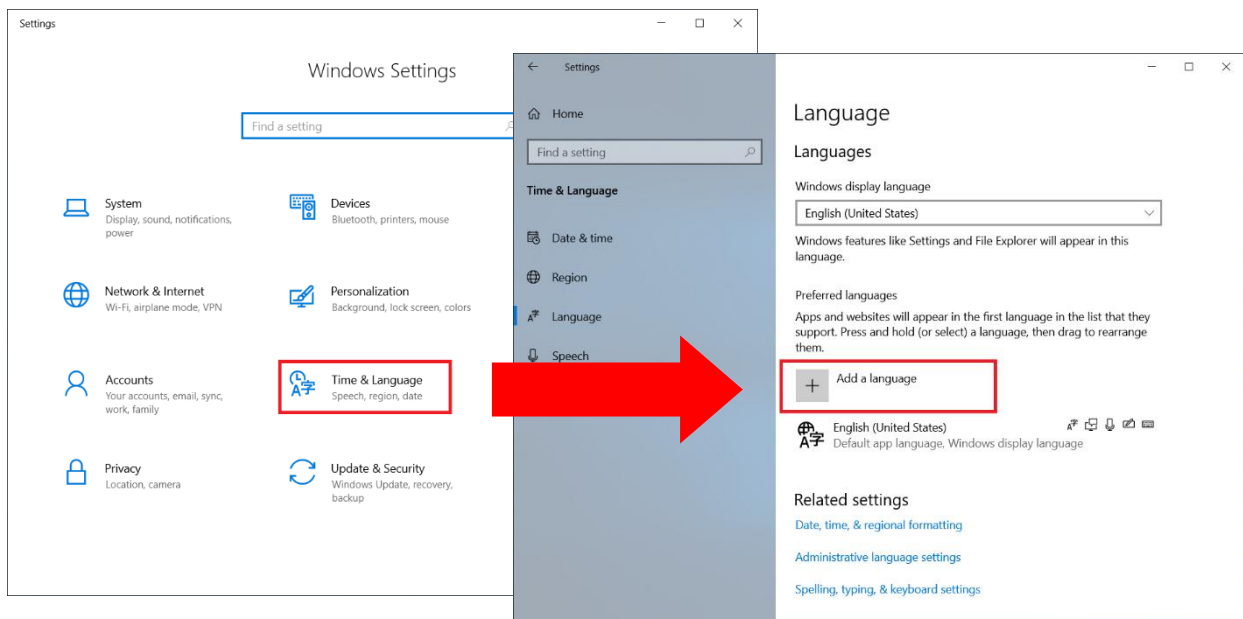 Settings
Windows Settings
Find a setting
System
Display, sound, notifications,
power
Devices
Bluetooth, printers, mouse
Network & Internet
Wi-Fi, airplane mode, VPN
Personalization
Background, lock screen, colors
Accounts
Your accounts, email, sync,
work, family
Time & Language
Speech, region, date
Privacy
Location, camera
Update & Security
Windows Update, recovery,
backup
Settings
Home
Find a setting
Time & Language
Date & time
Region
Language
Speech
Language
Languages
Windows display language
English (United States)
Windows features like Settings and File Explorer will appear in this
language.
Preferred languages
Apps and websites will appear in the first language in the list that they
support. Press and hold (or select) a language, then drag to rearrange
them.
Add a language
English (United States)
Default app language, Windows display language
Related settings
Date, time, & regional formatting
Administrative language settings
Spelling, typing, & keyboard settings